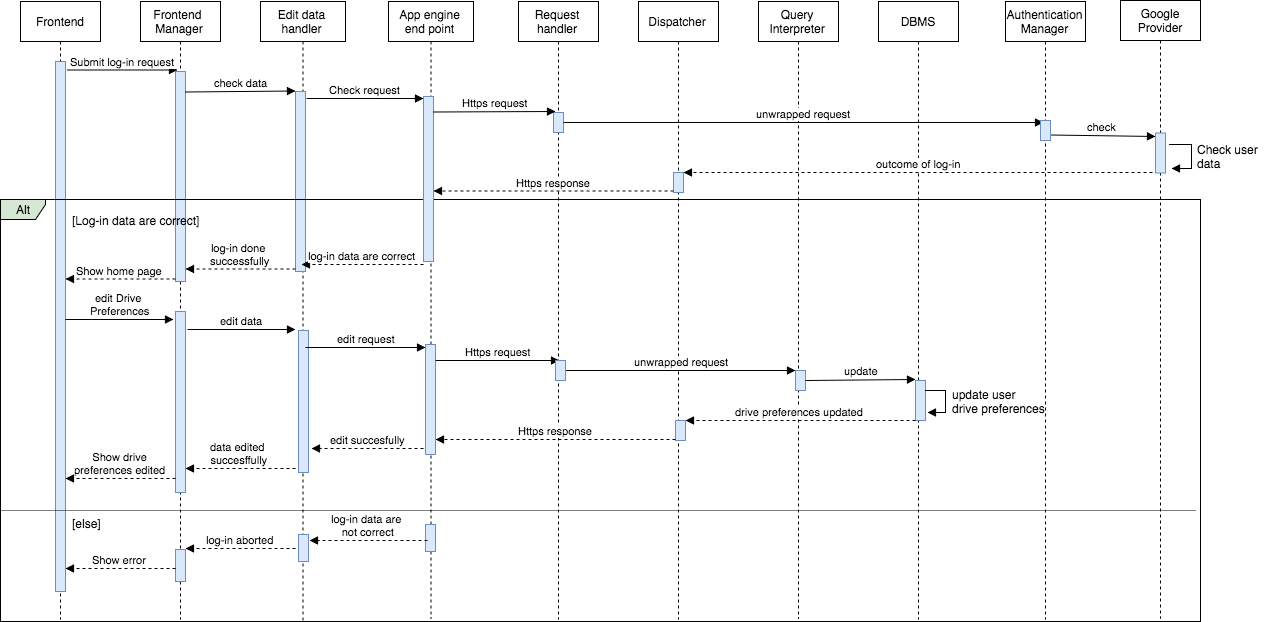 Frontend
Frontend
Manager
Edit data
handler
App engine
end point
Request
handler
Dispatcher
Query
Interpreter
DBMS
Authentication
Manager
Google
Provider
Submit log-in request
check data
Check request
Https request
unwrapped request
check
Check user
data
outcome of log-in
Https response
Alt
[Log-in data are correct]
log-in data are correct
log-in done
successfully
Show home page
edit Drive
Preferences
edit data
edit request
Https request
unwrapped request
update
update user
drive preferences
drive preferences updated
Https response
edit succesfully
data edited
succesffully
Show drive
preferences edited
[else]
log-in data are
not correct
log-in aborted
Show error